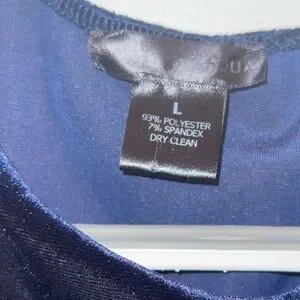 L
93% POLYESTER
7% SPANDEX
DRY CLEAN